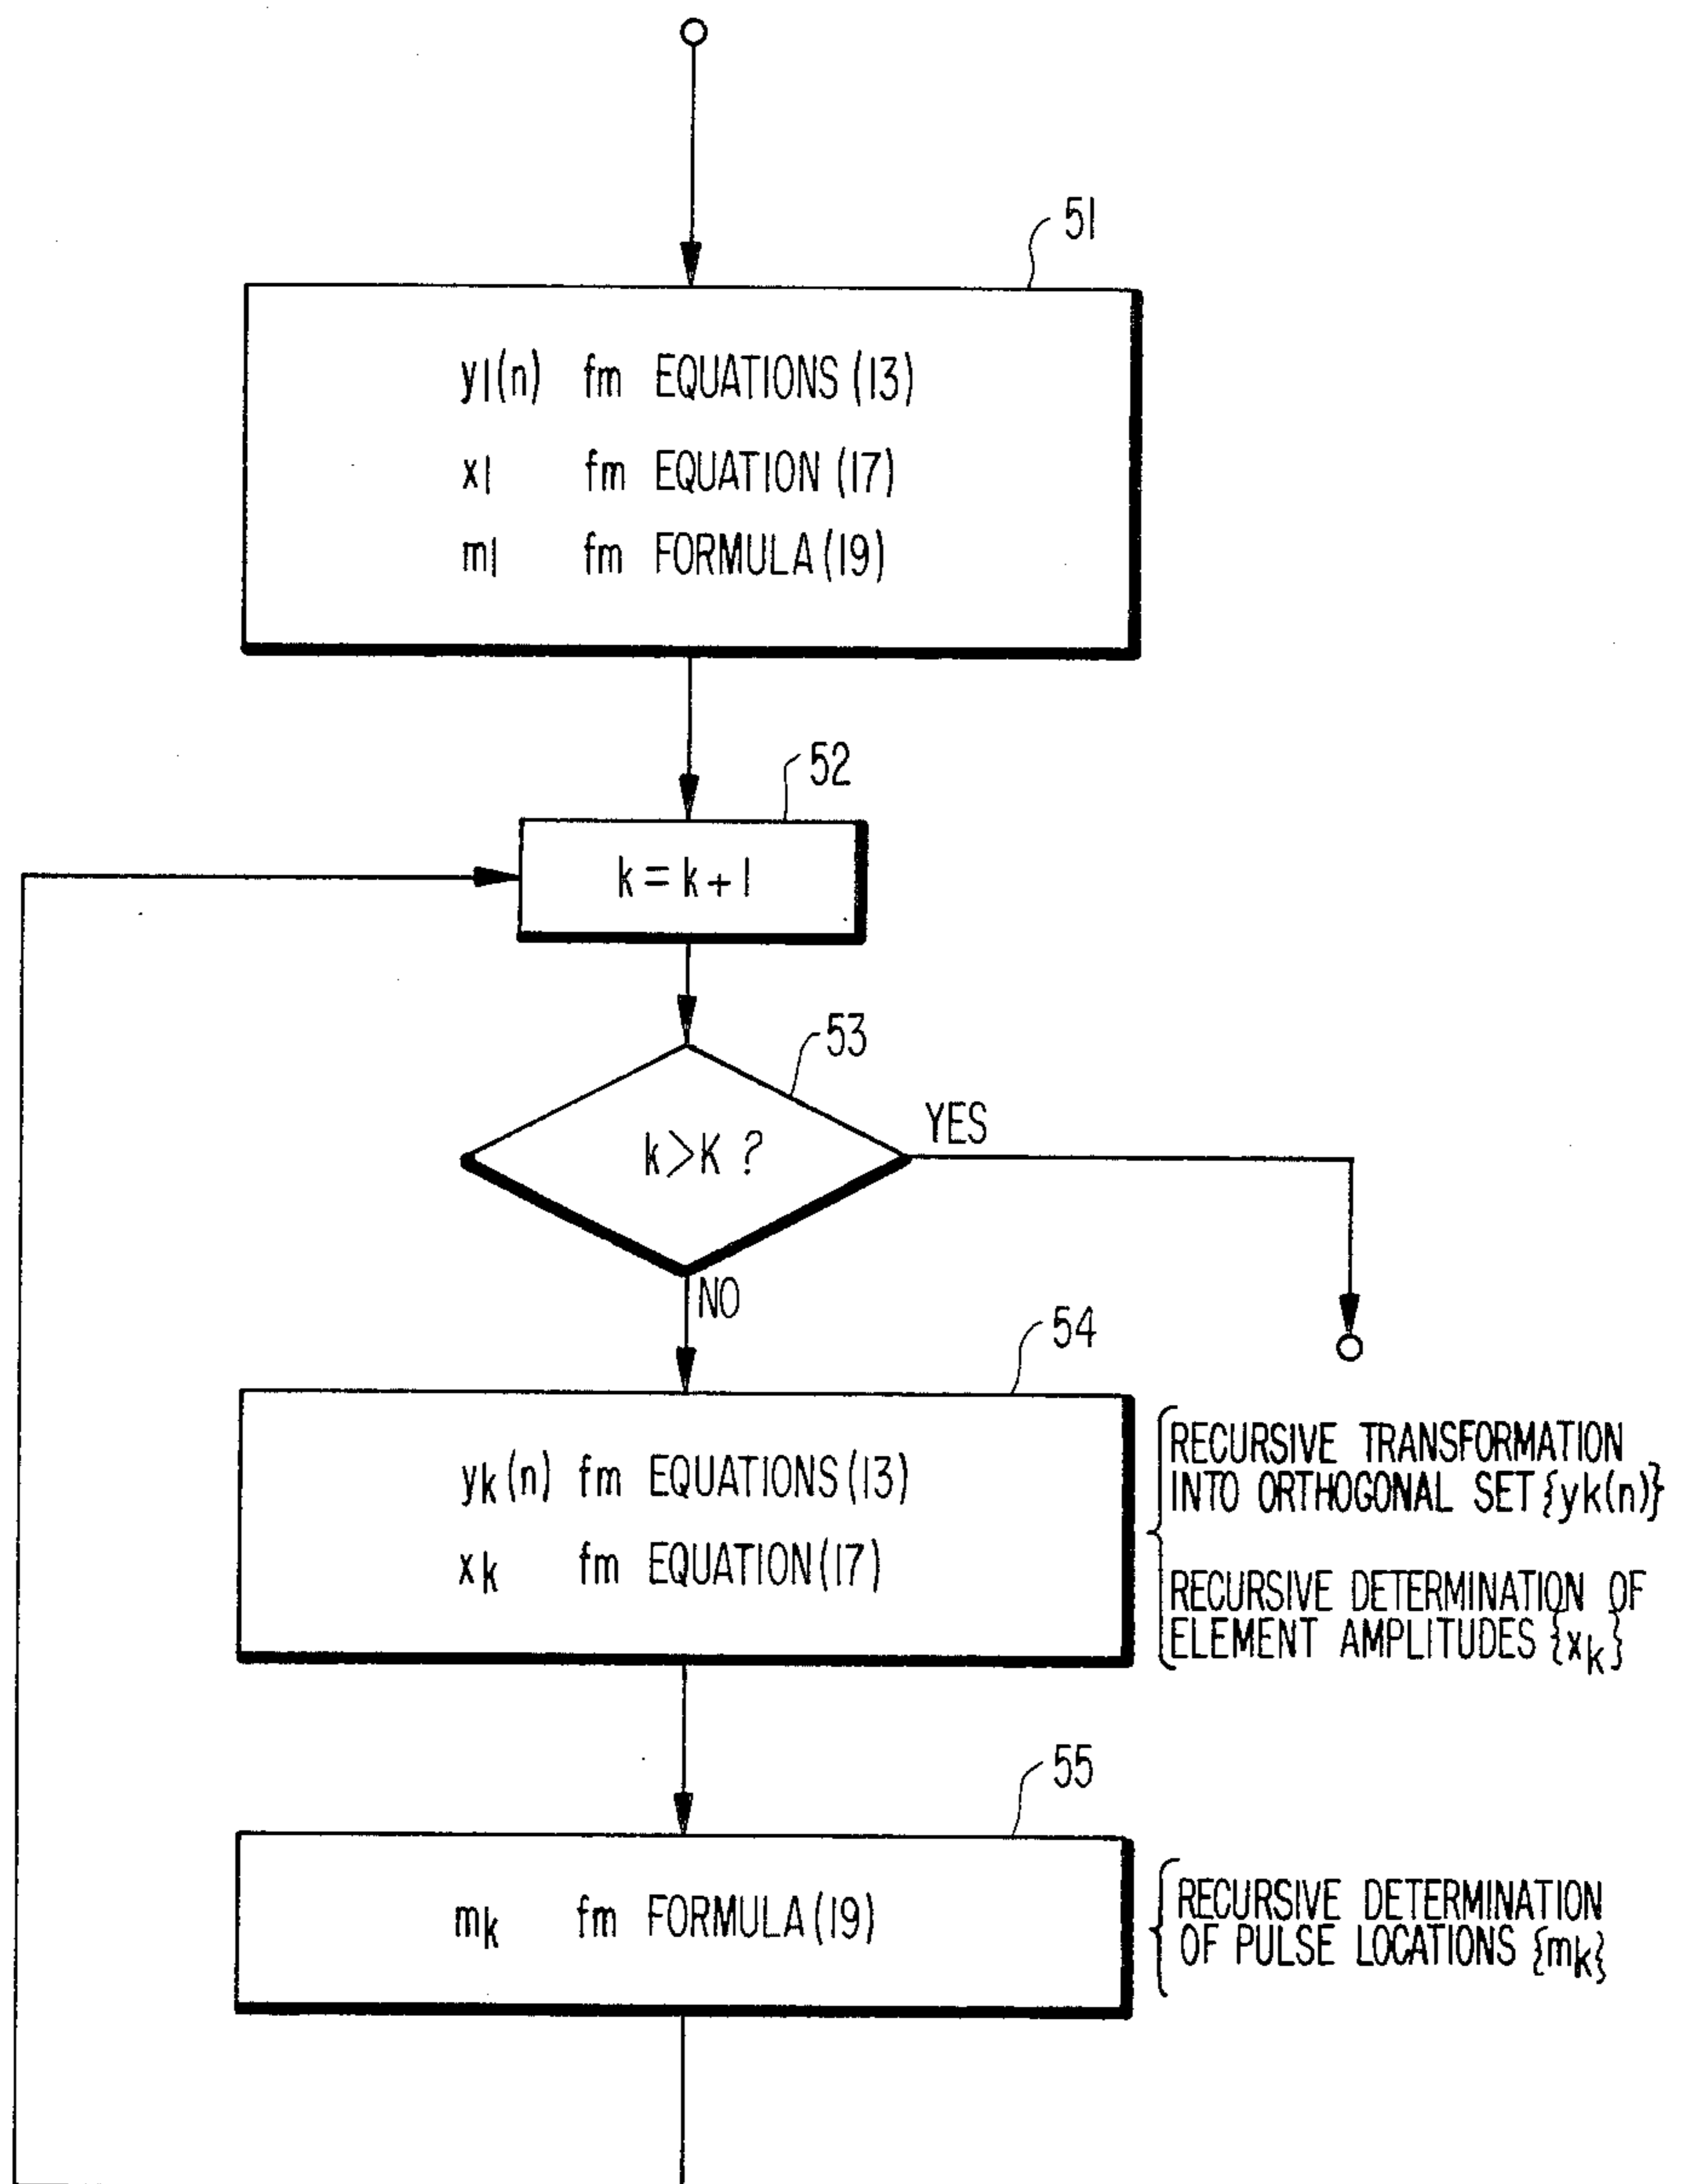 51
y1(n) fm EQUATIONS (13)
x1 fm EQUATION (17)
m1 fm FORMULA (19)
52
k = k + 1
53
k > K ?
YES
NO
54
yk(n) fm EQUATIONS (13)
xk fm EQUATION (17)
RECURSIVE TRANSFORMATION
INTO ORTHOGONAL SET {yk(n)}
RECURSIVE DETERMINATION OF
ELEMENT AMPLITUDES {xk}
55
mk fm FORMULA (19)
RECURSIVE DETERMINATION
OF PULSE LOCATIONS {mk}